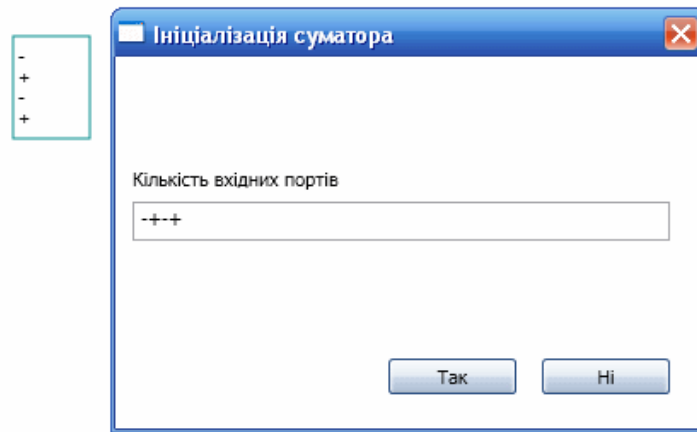 -
+
-
+
Ініціалізація суматора
Кількість вхідних портів
-+-+
Так
Ні